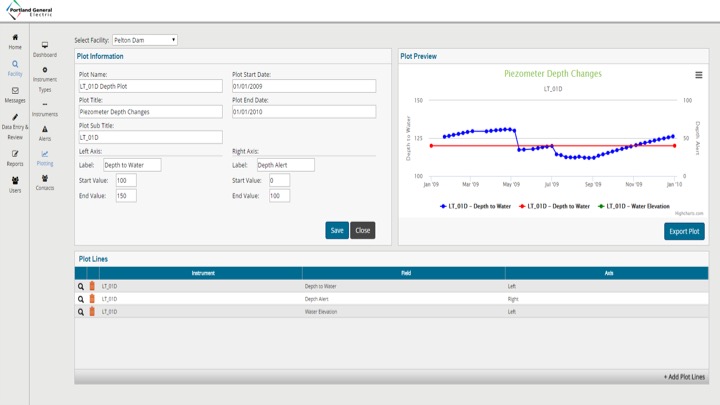 Portland General
Electric
Select Facility: Pelton Dam
Home
Facility
Messages
Data Entry &
Review
Reports
Users
Dashboard
Instrument
Types
Instruments
Alerts
Plotting
Contacts
Plot Information
Plot Name:
LT_01D Depth Plot
Plot Start Date:
01/01/2009
Plot Title:
Piezometer Depth Changes
Plot End Date:
01/01/2010
Plot Sub Title:
LT_01D
Left Axis:
Right Axis:
Label: Depth to Water
Label: Depth Alert
Start Value: 100
Start Value: 0
End Value: 150
End Value: 100
Save Close
Plot Preview
Piezometer Depth Changes
LT_01D
Depth to Water
150
125
100
Depth Alert
100
50
0
Jan '09 Mar '09 May '09 Jul '09 Sep '09 Nov '09 Jan '10
LT_01D – Depth to Water LT_01D – Depth to Water LT_01D – Water Elevation
Highcharts.com
Export Plot
Plot Lines
Instrument Field Axis
LT_01D Depth to Water Left
LT_01D Depth Alert Right
LT_01D Water Elevation Left
+ Add Plot Lines